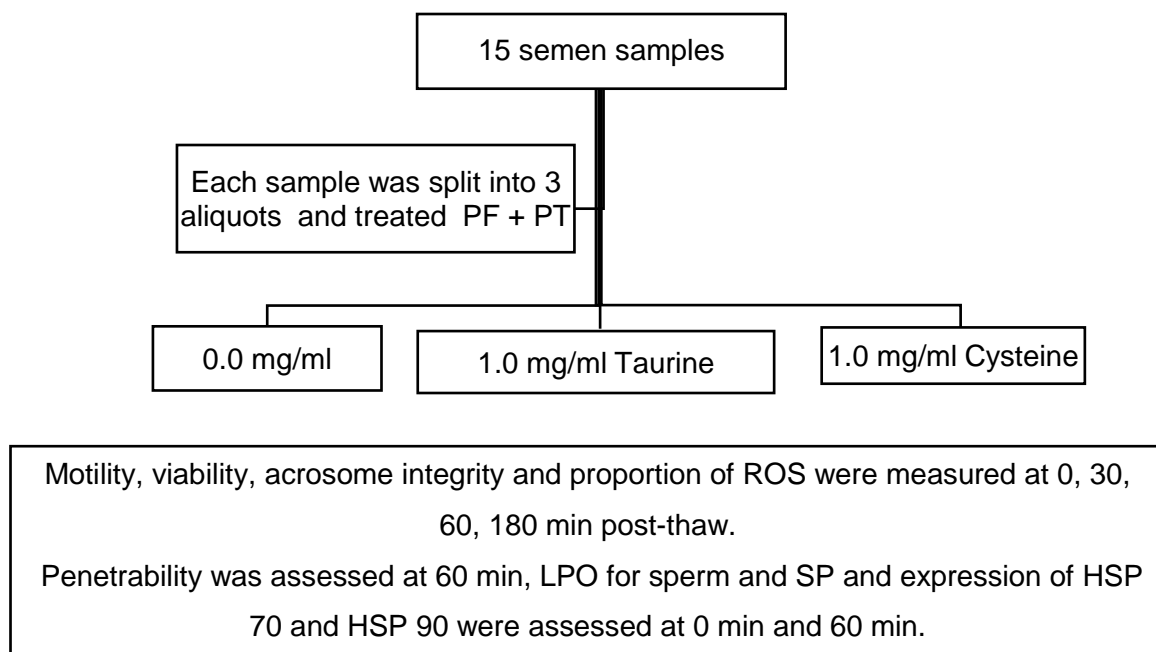 15 semen samples
Each sample was split into 3
aliquots and treated PF + PT
0.0 mg/ml
1.0 mg/ml Taurine
1.0 mg/ml Cysteine
Motility, viability, acrosome integrity and proportion of ROS were measured at 0, 30,
60, 180 min post-thaw.
Penetrability was assessed at 60 min, LPO for sperm and SP and expression of HSP
70 and HSP 90 were assessed at 0 min and 60 min.